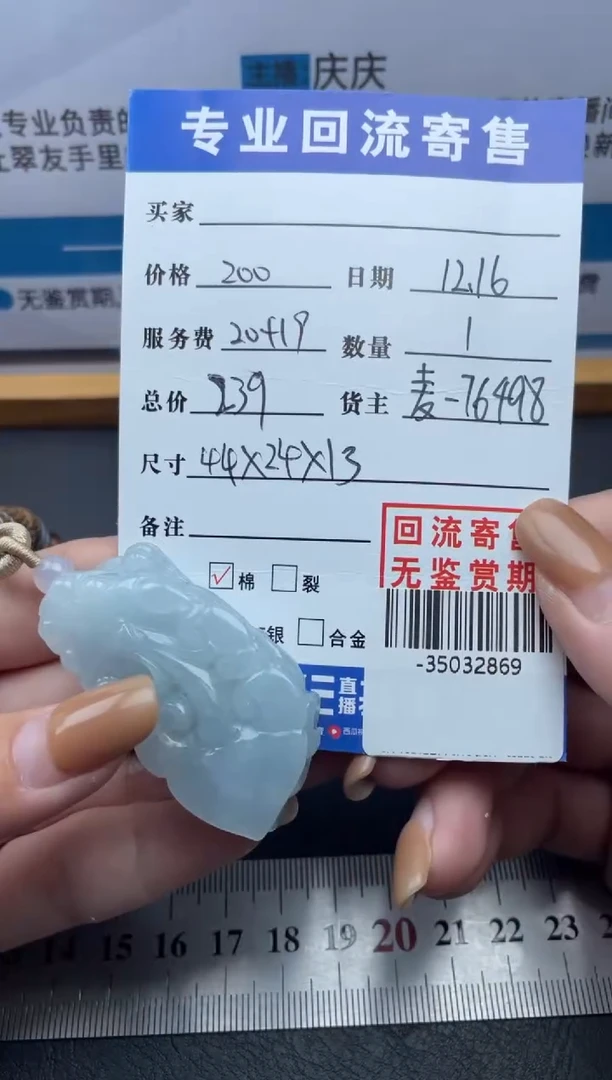 主播 庆庆
专业负责的
翠友手里
无鉴赏期
专业回流寄售
买家
价格 200 日期 12.16
服务费 20+19 数量 1
总价 239 货主 麦-76498
尺寸 44X24X13
备注
回流寄售
无鉴赏期
☑棉 □裂
银 □合金
-35032869
直
播
西瓜
14 15 16 17 18 19 20 21 22 23